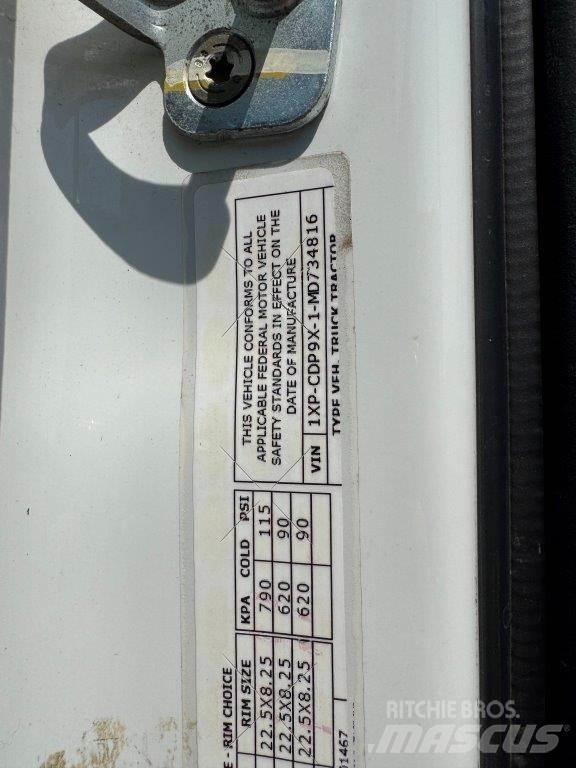 THIS VEHICLE CONFORMS TO ALL
APPLICABLE FEDERAL MOTOR VEHICLE
SAFETY STANDARDS IN EFFECT ON THE
DATE OF MANUFACTURE
VIN 1XP-CDP9X-1-MD734816
TYPE VEH. TRUCK TRACTOR
E - RIM CHOICE
RIM SIZE KPA COLD PSI
22.5X8.25 790 115
22.5X8.25 620 90
22.5X8.25 620 90
01467
RITCHIE BROS.
MASCUS